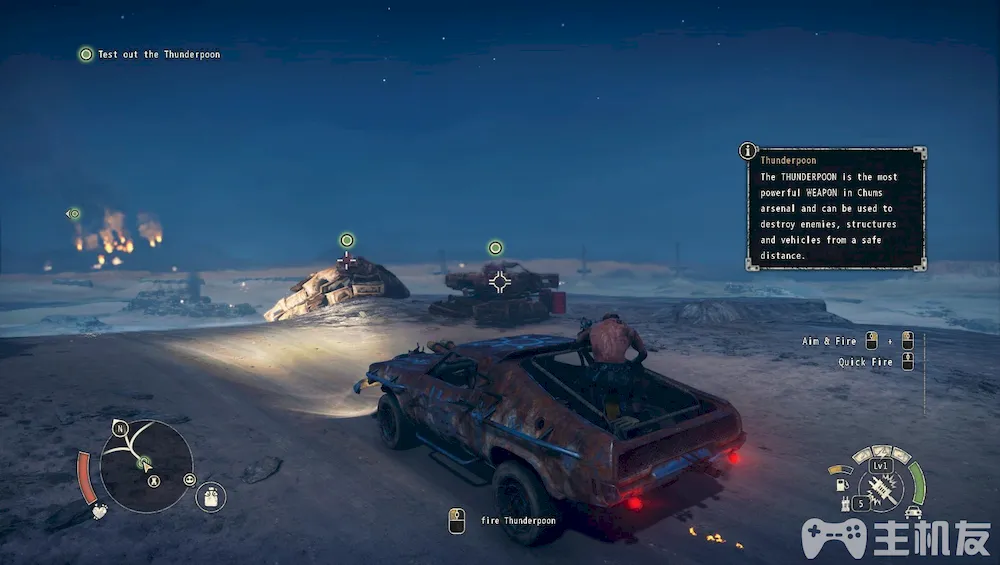 Test out the Thunderpoon
Thunderpoon
The THUNDERPOON is the most
powerful WEAPON in Chums
arsenal and can be used to
destroy enemies, structures
and vehicles from a safe
distance.
Aim & Fire +
Quick Fire
N
Lvl
5
fire Thunderpoon
主机友